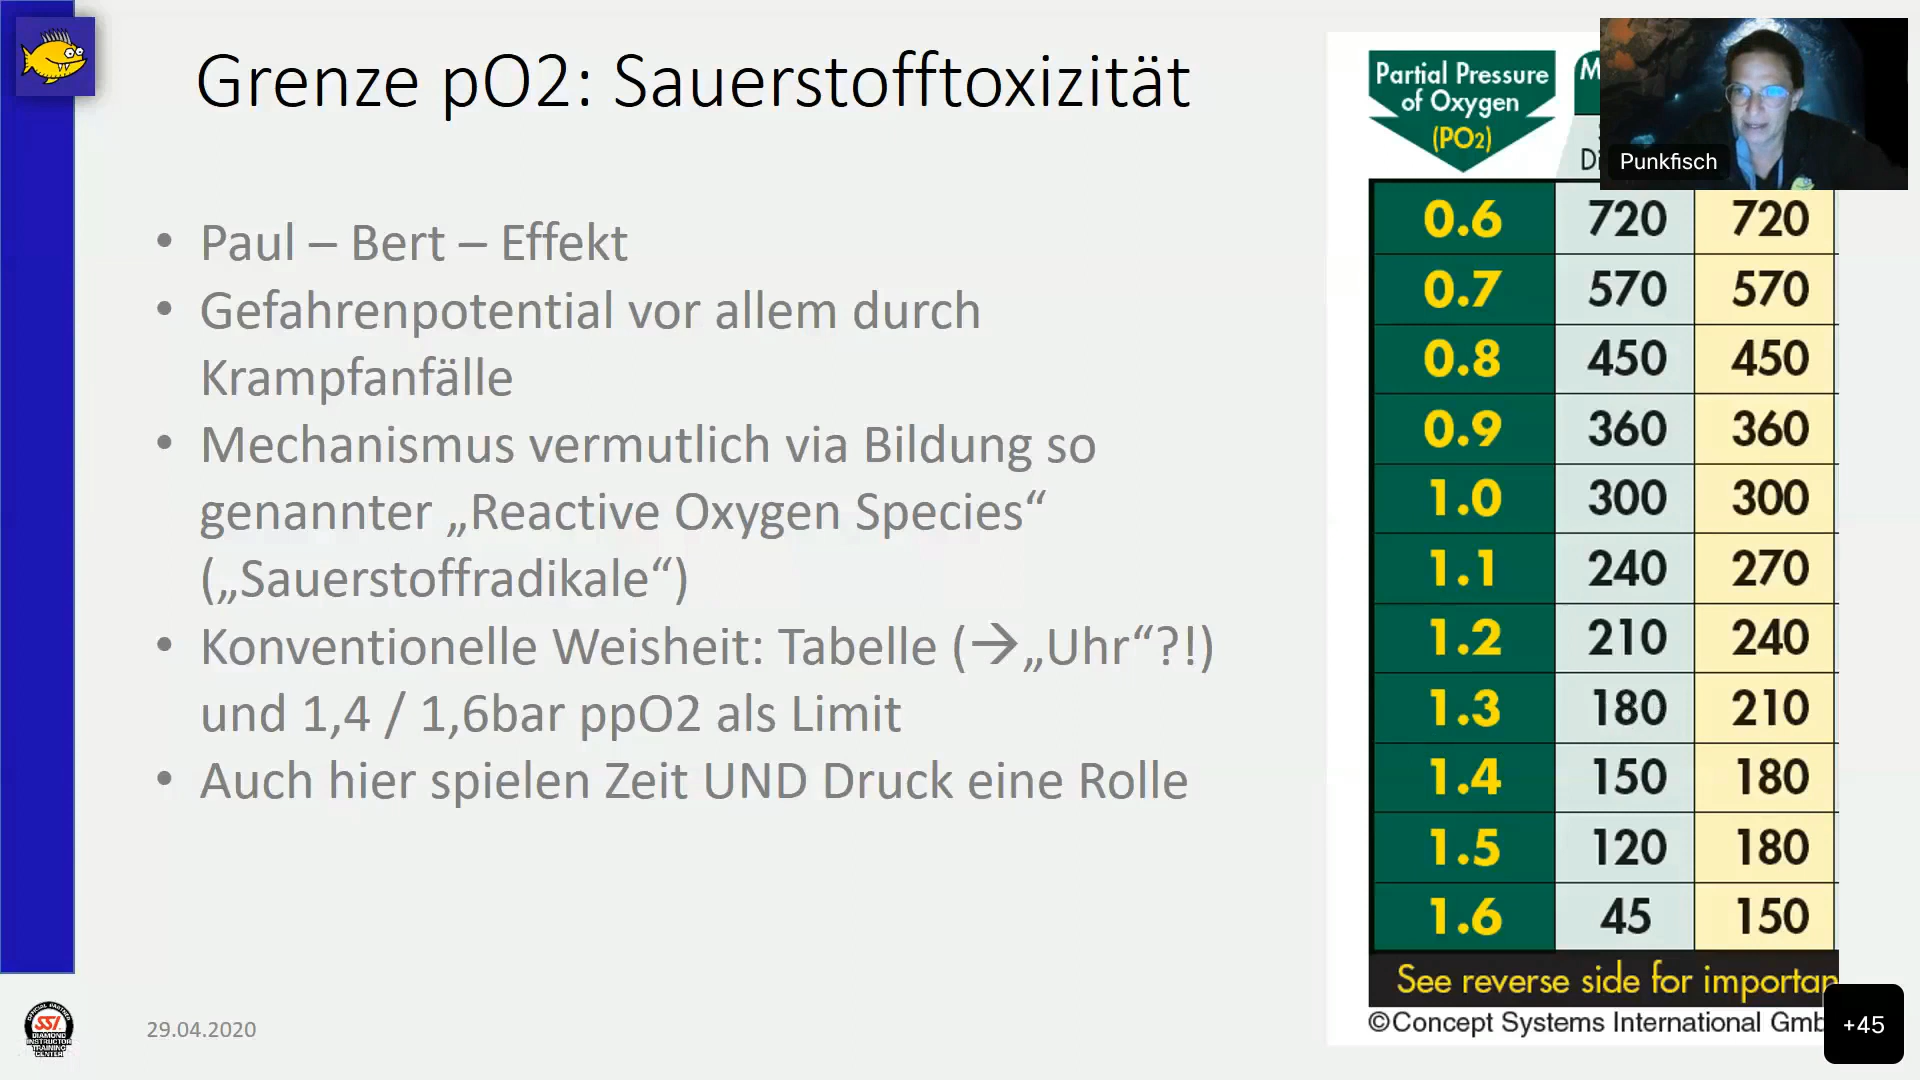 Grenze pO2: Sauerstofftoxizität
• Paul – Bert – Effekt
• Gefahrenpotential vor allem durch
Krampfanfälle
• Mechanismus vermutlich via Bildung so
genannter „Reactive Oxygen Species“
(„Sauerstoffradikale“)
• Konventionelle Weisheit: Tabelle (→„Uhr“?!)
und 1,4 / 1,6bar ppO2 als Limit
• Auch hier spielen Zeit UND Druck eine Rolle
29.04.2020
SSI
DIAMOND
INSTRUCTOR
TRAINING
CENTER
Partial Pressure
of Oxygen
(PO2)
M
Di
Punkfisch
0.6 720 720
0.7 570 570
0.8 450 450
0.9 360 360
1.0 300 300
1.1 240 270
1.2 210 240
1.3 180 210
1.4 150 180
1.5 120 180
1.6 45 150
See reverse side for importan
©Concept Systems International Gmb
+45